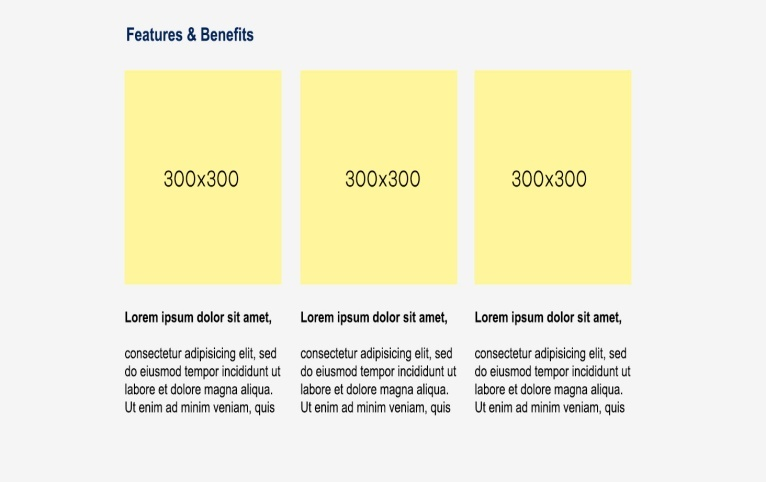 Features & Benefits
300x300
300x300
300x300
Lorem ipsum dolor sit amet,
consectetur adipisicing elit, sed
do eiusmod tempor incididunt ut
labore et dolore magna aliqua.
Ut enim ad minim veniam, quis
Lorem ipsum dolor sit amet,
consectetur adipisicing elit, sed
do eiusmod tempor incididunt ut
labore et dolore magna aliqua.
Ut enim ad minim veniam, quis
Lorem ipsum dolor sit amet,
consectetur adipisicing elit, sed
do eiusmod tempor incididunt ut
labore et dolore magna aliqua.
Ut enim ad minim veniam, quis